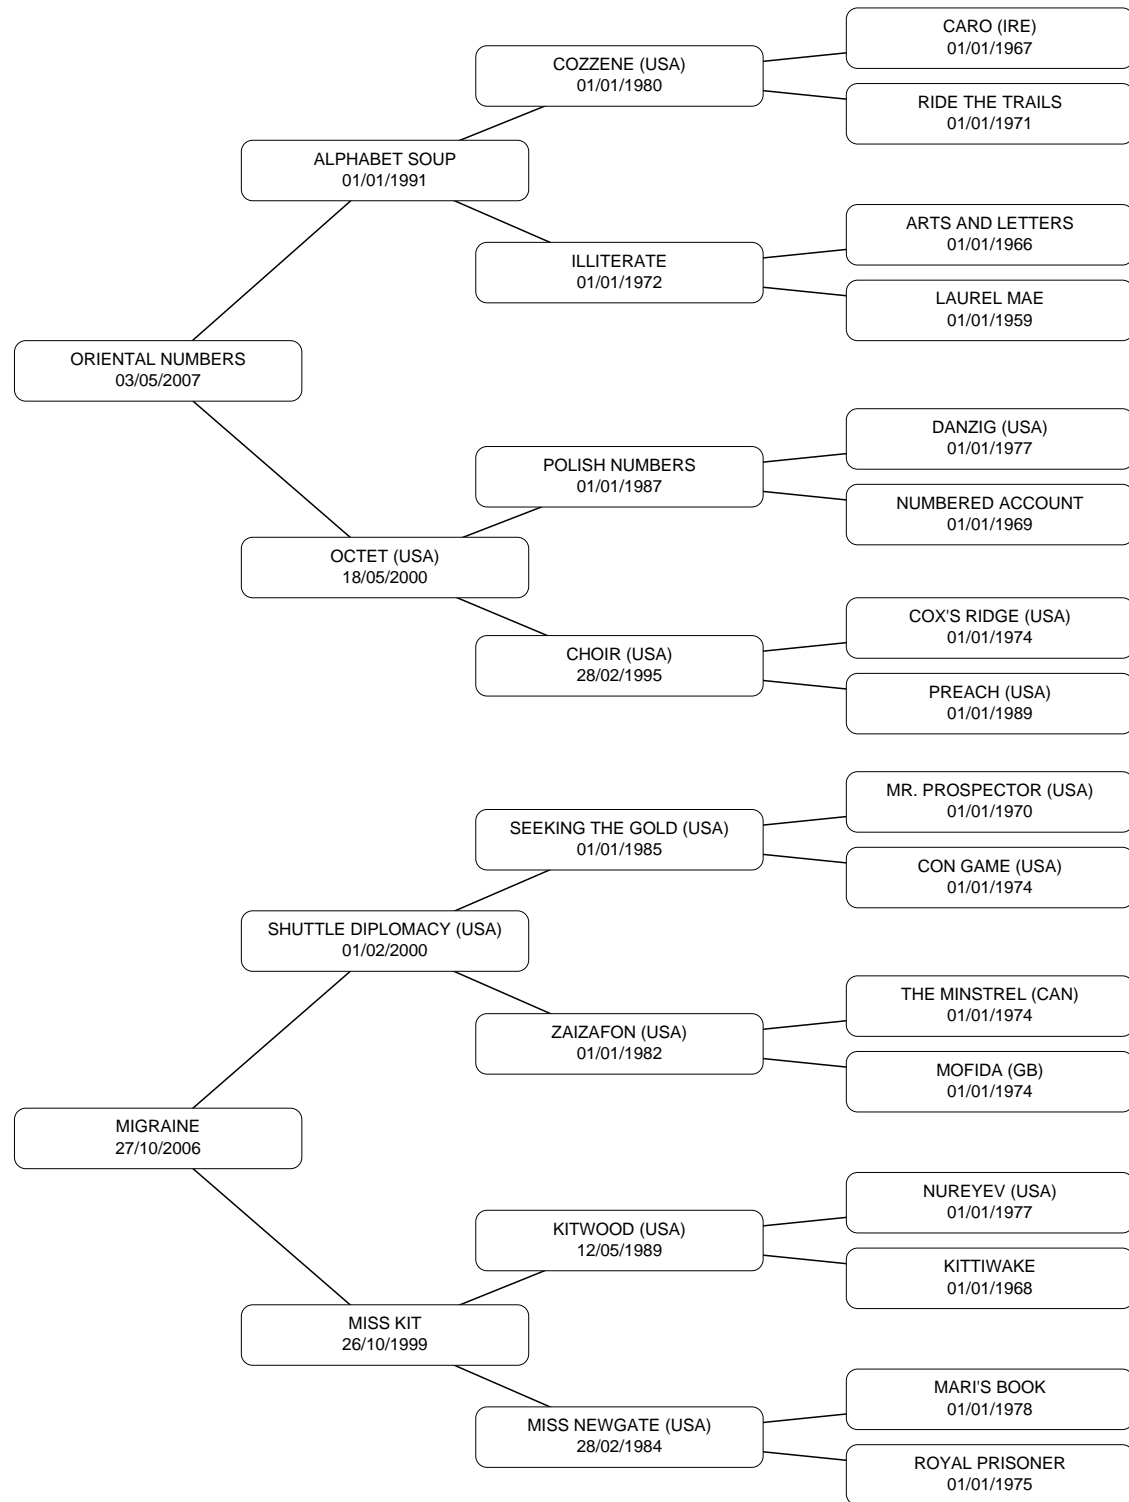 CARO (IRE)
01/01/1967
COZZENE (USA)
01/01/1980
RIDE THE TRAILS
01/01/1971
ALPHABET SOUP
01/01/1991
ARTS AND LETTERS
01/01/1966
ILLITERATE
01/01/1972
LAUREL MAE
01/01/1959
ORIENTAL NUMBERS
03/05/2007
DANZIG (USA)
01/01/1977
POLISH NUMBERS
01/01/1987
NUMBERED ACCOUNT
01/01/1969
OCTET (USA)
18/05/2000
COX'S RIDGE (USA)
01/01/1974
CHOIR (USA)
28/02/1995
PREACH (USA)
01/01/1989
MR. PROSPECTOR (USA)
01/01/1970
SEEKING THE GOLD (USA)
01/01/1985
CON GAME (USA)
01/01/1974
SHUTTLE DIPLOMACY (USA)
01/02/2000
THE MINSTREL (CAN)
01/01/1974
ZAIZAFON (USA)
01/01/1982
MOFIDA (GB)
01/01/1974
MIGRAINE
27/10/2006
NUREYEV (USA)
01/01/1977
KITWOOD (USA)
12/05/1989
KITTIWAKE
01/01/1968
MISS KIT
26/10/1999
MARI'S BOOK
01/01/1978
MISS NEWGATE (USA)
28/02/1984
ROYAL PRISONER
01/01/1975